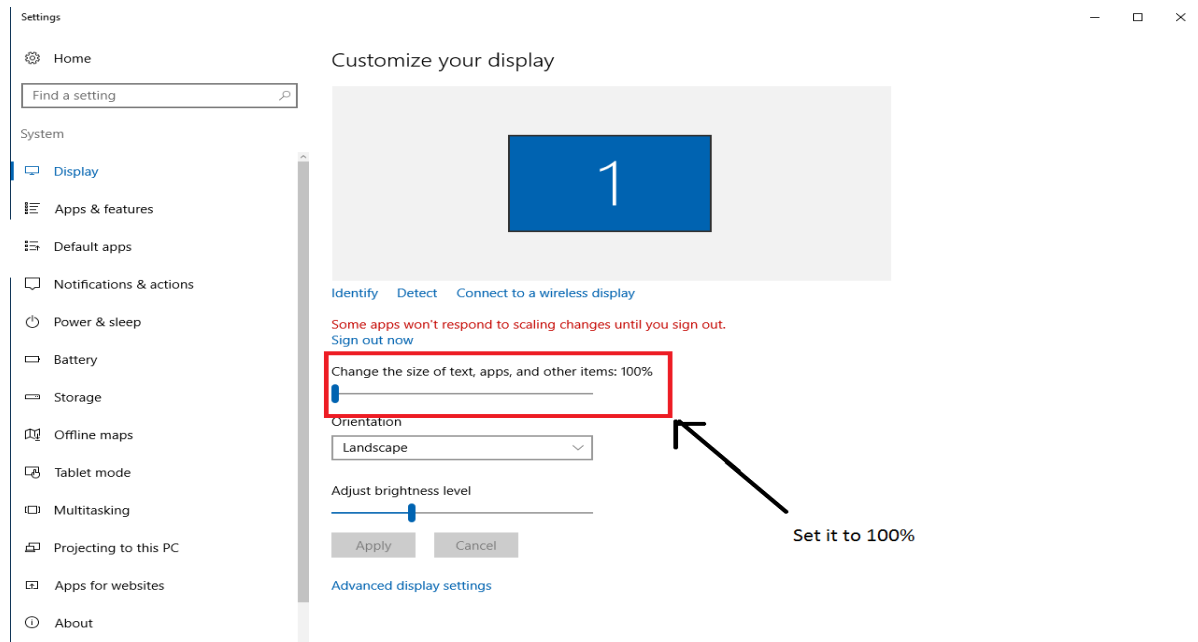 Settings
Home
Find a setting
System
Display
Apps & features
Default apps
Notifications & actions
Power & sleep
Battery
Storage
Offline maps
Tablet mode
Multitasking
Projecting to this PC
Apps for websites
About
Customize your display
1
Identify Detect Connect to a wireless display
Some apps won't respond to scaling changes until you sign out.
Sign out now
Change the size of text, apps, and other items: 100%
Orientation
Landscape
Adjust brightness level
Apply Cancel
Advanced display settings
Set it to 100%